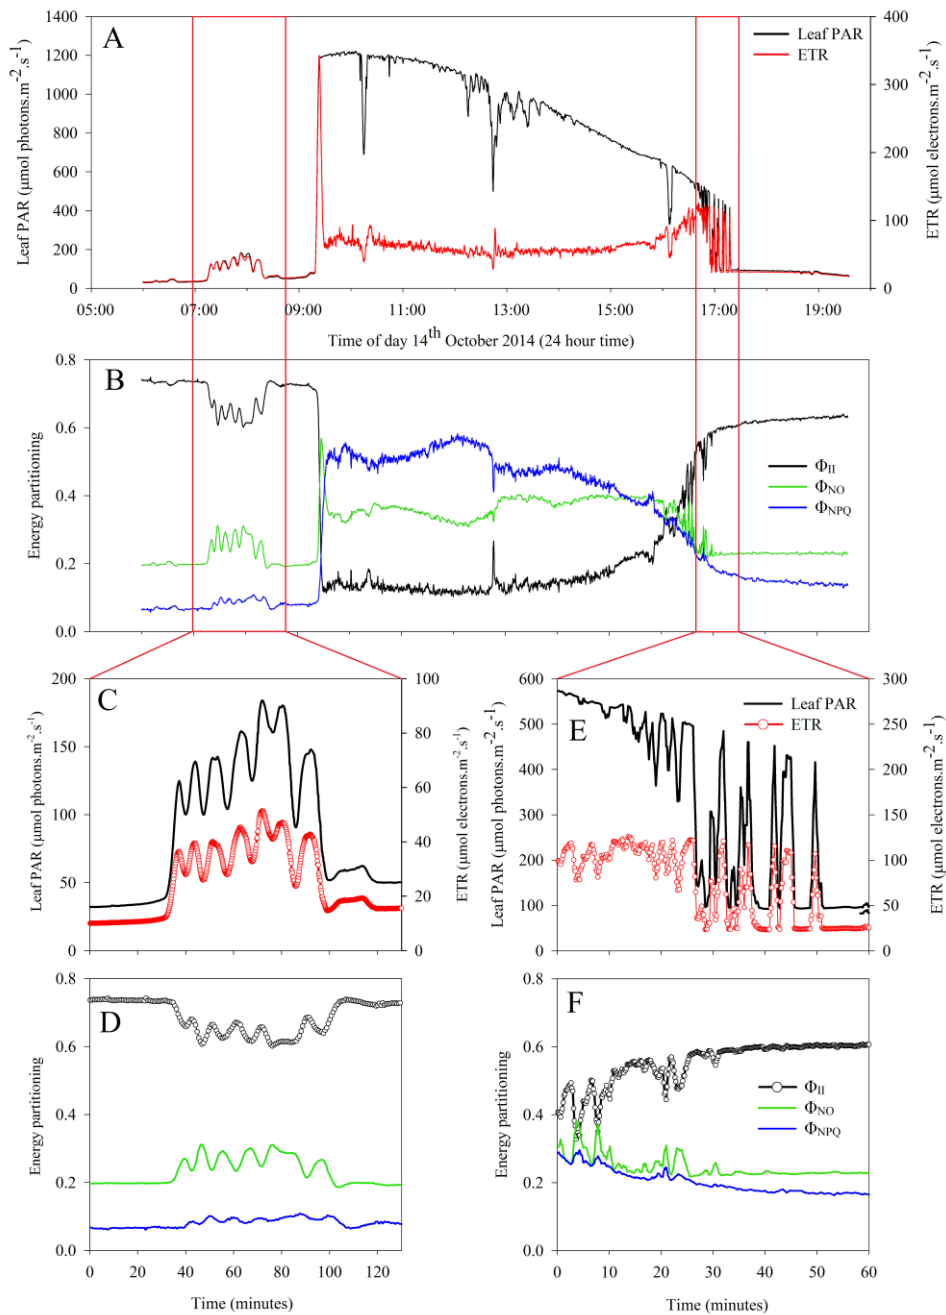 A
Leaf PAR
ETR
Leaf PAR (µmol photons.m-2.s-1)
1400
1200
1000
800
600
400
200
0
ETR (µmol electrons.m-2.s-1)
400
300
200
100
0
05:00 07:00 09:00 11:00 13:00 15:00 17:00 19:00
Time of day 14th October 2014 (24 hour time)
B
Energy partitioning
0.8
0.6
0.4
0.2
0.0
ΦII
ΦNO
ΦNPQ
C
Leaf PAR (µmol photons.m-2.s-1)
200
150
100
50
0
ETR (µmol electrons.m-2.s-1)
100
80
60
40
20
0
E
Leaf PAR
ETR
Leaf PAR (µmol photons.m-2.s-1)
600
500
400
300
200
100
0
ETR (µmol electrons.m-2.s-1)
300
250
200
150
100
50
0
D
Energy partitioning
0.8
0.6
0.4
0.2
0.0
0 20 40 60 80 100 120
Time (minutes)
F
Energy partitioning
0.8
0.6
0.4
0.2
0.0
ΦII
ΦNO
ΦNPQ
0 10 20 30 40 50 60
Time (minutes)